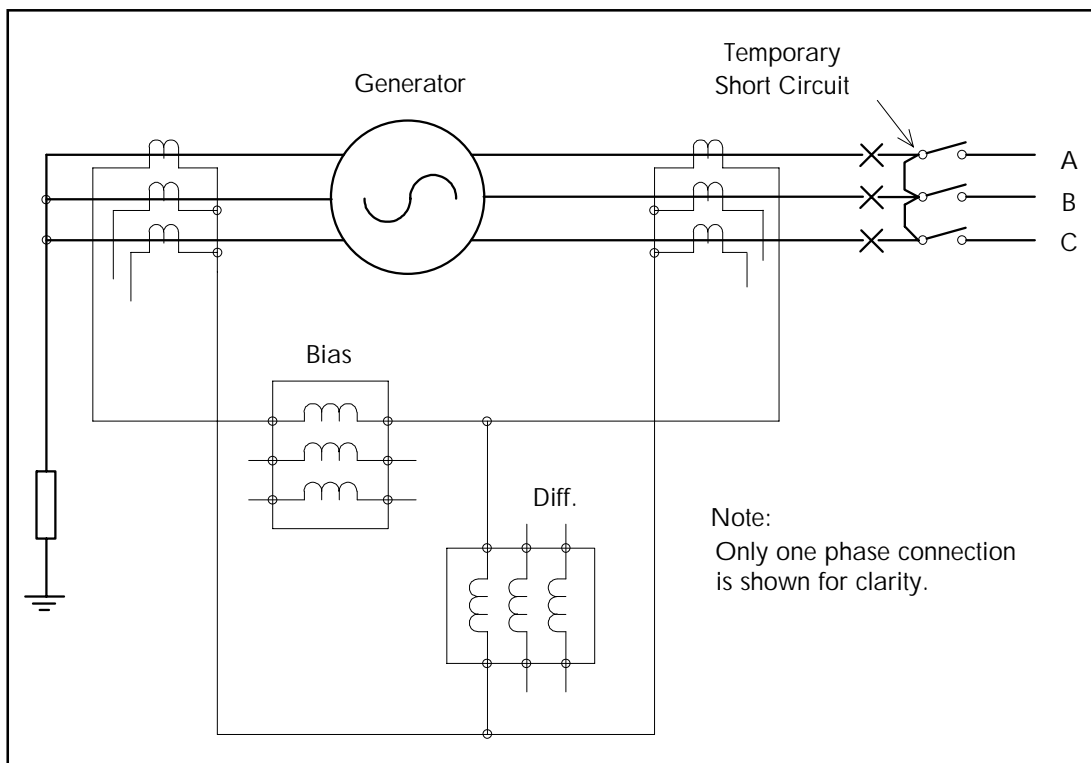 Temporary
Short Circuit
Generator
A
B
C
Bias
Diff.
Note:
Only one phase connection
is shown for clarity.